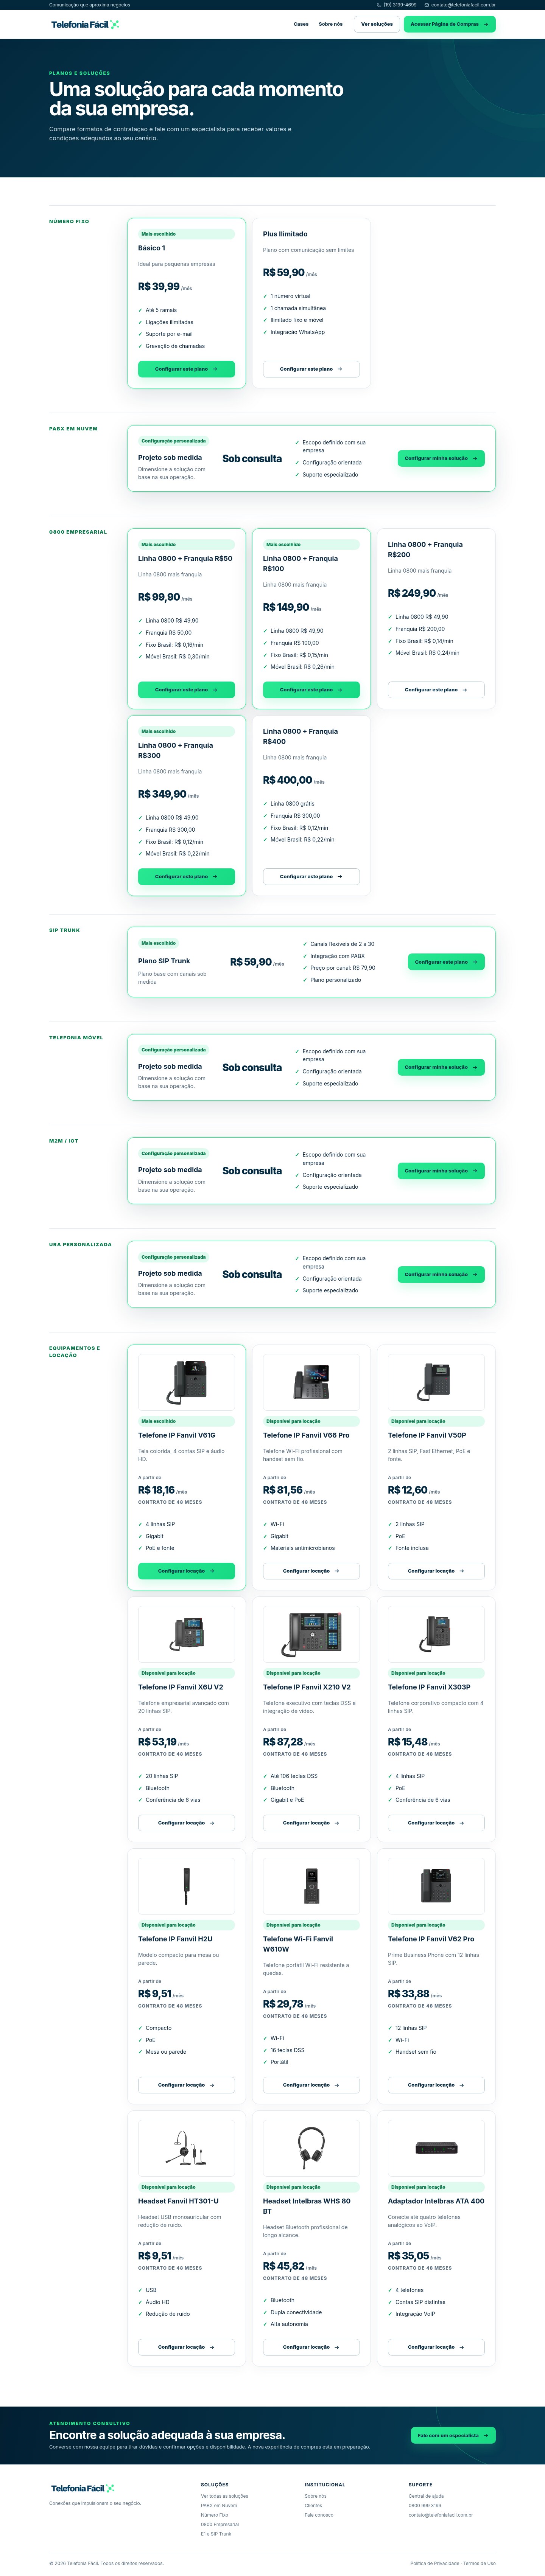 Comunicação que aproxima negócios
(19) 3199-4699
contato@telefoniafacil.com.br
Telefonia Fácil
Cases
Sobre nós
Ver soluções
Acessar Página de Compras →
PLANOS E SOLUÇÕES
Uma solução para cada momento
da sua empresa.
Compare formatos de contratação e fale com um especialista para receber valores e
condições adequados ao seu cenário.
NÚMERO FIXO
Mais escolhido
Básico 1
Ideal para pequenas empresas
R$ 39,99 /mês
✓ Até 5 ramais
✓ Ligações ilimitadas
✓ Suporte por e-mail
✓ Gravação de chamadas
Configurar este plano →
Plus Ilimitado
Plano com comunicação sem limites
R$ 59,90 /mês
✓ 1 número virtual
✓ 1 chamada simultânea
✓ Ilimitado fixo e móvel
✓ Integração WhatsApp
Configurar este plano →
PABX EM NUVEM
Configuração personalizada
Projeto sob medida
Dimensione a solução com
base na sua operação.
Sob consulta
✓ Escopo definido com sua
empresa
✓ Configuração orientada
✓ Suporte especializado
Configurar minha solução →
0800 EMPRESARIAL
Mais escolhido
Linha 0800 + Franquia R$50
Linha 0800 mais franquia
R$ 99,90 /mês
✓ Linha 0800 R$ 49,90
✓ Franquia R$ 50,00
✓ Fixo Brasil: R$ 0,16/min
✓ Móvel Brasil: R$ 0,30/min
Configurar este plano →
Mais escolhido
Linha 0800 + Franquia
R$100
Linha 0800 mais franquia
R$ 149,90 /mês
✓ Linha 0800 R$ 49,90
✓ Franquia R$ 100,00
✓ Fixo Brasil: R$ 0,15/min
✓ Móvel Brasil: R$ 0,26/min
Configurar este plano →
Linha 0800 + Franquia
R$200
Linha 0800 mais franquia
R$ 249,90 /mês
✓ Linha 0800 R$ 49,90
✓ Franquia R$ 200,00
✓ Fixo Brasil: R$ 0,14/min
✓ Móvel Brasil: R$ 0,24/min
Configurar este plano →
Mais escolhido
Linha 0800 + Franquia
R$300
Linha 0800 mais franquia
R$ 349,90 /mês
✓ Linha 0800 R$ 49,90
✓ Franquia R$ 300,00
✓ Fixo Brasil: R$ 0,12/min
✓ Móvel Brasil: R$ 0,22/min
Configurar este plano →
Linha 0800 + Franquia
R$400
Linha 0800 mais franquia
R$ 400,00 /mês
✓ Linha 0800 grátis
✓ Franquia R$ 300,00
✓ Fixo Brasil: R$ 0,12/min
✓ Móvel Brasil: R$ 0,22/min
Configurar este plano →
SIP TRUNK
Mais escolhido
Plano SIP Trunk
Plano base com canais sob
medida
R$ 59,90 /mês
✓ Canais flexíveis de 2 a 30
✓ Integração com PABX
✓ Preço por canal: R$ 79,90
✓ Plano personalizado
Configurar este plano →
TELEFONIA MÓVEL
Configuração personalizada
Projeto sob medida
Dimensione a solução com
base na sua operação.
Sob consulta
✓ Escopo definido com sua
empresa
✓ Configuração orientada
✓ Suporte especializado
Configurar minha solução →
M2M / IOT
Configuração personalizada
Projeto sob medida
Dimensione a solução com
base na sua operação.
Sob consulta
✓ Escopo definido com sua
empresa
✓ Configuração orientada
✓ Suporte especializado
Configurar minha solução →
URA PERSONALIZADA
Configuração personalizada
Projeto sob medida
Dimensione a solução com
base na sua operação.
Sob consulta
✓ Escopo definido com sua
empresa
✓ Configuração orientada
✓ Suporte especializado
Configurar minha solução →
EQUIPAMENTOS E
LOCAÇÃO
Mais escolhido
Telefone IP Fanvil V61G
Tela colorida, 4 contas SIP e áudio
HD.
A partir de
R$ 18,16 /mês
CONTRATO DE 48 MESES
✓ 4 linhas SIP
✓ Gigabit
✓ PoE e fonte
Configurar locação →
Disponível para locação
Telefone IP Fanvil V66 Pro
Telefone Wi-Fi profissional com
handset sem fio.
A partir de
R$ 81,56 /mês
CONTRATO DE 48 MESES
✓ Wi-Fi
✓ Gigabit
✓ Materiais antimicrobianos
Configurar locação →
Disponível para locação
Telefone IP Fanvil V50P
2 linhas SIP, Fast Ethernet, PoE e
fonte.
A partir de
R$ 12,60 /mês
CONTRATO DE 48 MESES
✓ 2 linhas SIP
✓ PoE
✓ Fonte inclusa
Configurar locação →
Disponível para locação
Telefone IP Fanvil X6U V2
Telefone empresarial avançado com
20 linhas SIP.
A partir de
R$ 53,19 /mês
CONTRATO DE 48 MESES
✓ 20 linhas SIP
✓ Bluetooth
✓ Conferência de 6 vias
Configurar locação →
Disponível para locação
Telefone IP Fanvil X210 V2
Telefone executivo com teclas DSS e
integração de vídeo.
A partir de
R$ 87,28 /mês
CONTRATO DE 48 MESES
✓ Até 106 teclas DSS
✓ Bluetooth
✓ Gigabit e PoE
Configurar locação →
Disponível para locação
Telefone IP Fanvil X303P
Telefone corporativo compacto com 4
linhas SIP.
A partir de
R$ 15,48 /mês
CONTRATO DE 48 MESES
✓ 4 linhas SIP
✓ PoE
✓ Conferência de 6 vias
Configurar locação →
Disponível para locação
Telefone IP Fanvil H2U
Modelo compacto para mesa ou
parede.
A partir de
R$ 9,51 /mês
CONTRATO DE 48 MESES
✓ Compacto
✓ PoE
✓ Mesa ou parede
Configurar locação →
Disponível para locação
Telefone Wi-Fi Fanvil
W610W
Telefone portátil Wi-Fi resistente a
quedas.
A partir de
R$ 29,78 /mês
CONTRATO DE 48 MESES
✓ Wi-Fi
✓ 16 teclas DSS
✓ Portátil
Configurar locação →
Disponível para locação
Telefone IP Fanvil V62 Pro
Prime Business Phone com 12 linhas
SIP.
A partir de
R$ 33,88 /mês
CONTRATO DE 48 MESES
✓ 12 linhas SIP
✓ Wi-Fi
✓ Handset sem fio
Configurar locação →
Disponível para locação
Headset Fanvil HT301-U
Headset USB monoauricular com
redução de ruído.
A partir de
R$ 9,51 /mês
CONTRATO DE 48 MESES
✓ USB
✓ Áudio HD
✓ Redução de ruído
Configurar locação →
Disponível para locação
Headset Intelbras WHS 80
BT
Headset Bluetooth profissional de
longo alcance.
A partir de
R$ 45,82 /mês
CONTRATO DE 48 MESES
✓ Bluetooth
✓ Dupla conectividade
✓ Alta autonomia
Configurar locação →
Disponível para locação
Adaptador Intelbras ATA 400
Conecte até quatro telefones
analógicos ao VoIP.
A partir de
R$ 35,05 /mês
CONTRATO DE 48 MESES
✓ 4 telefones
✓ Contas SIP distintas
✓ Integração VoIP
Configurar locação →
ATENDIMENTO CONSULTIVO
Encontre a solução adequada à sua empresa.
Converse com nossa equipe para tirar dúvidas e confirmar opções e disponibilidade. A nova experiência de compras está em preparação.
Fale com um especialista →
Telefonia Fácil
Conexões que impulsionam o seu negócio.
SOLUÇÕES
Ver todas as soluções
PABX em Nuvem
Número Fixo
0800 Empresarial
E1 e SIP Trunk
INSTITUCIONAL
Sobre nós
Clientes
Fale conosco
SUPORTE
Central de ajuda
0800 999 3199
contato@telefoniafacil.com.br
© 2026 Telefonia Fácil. Todos os direitos reservados.
Política de Privacidade · Termos de Uso